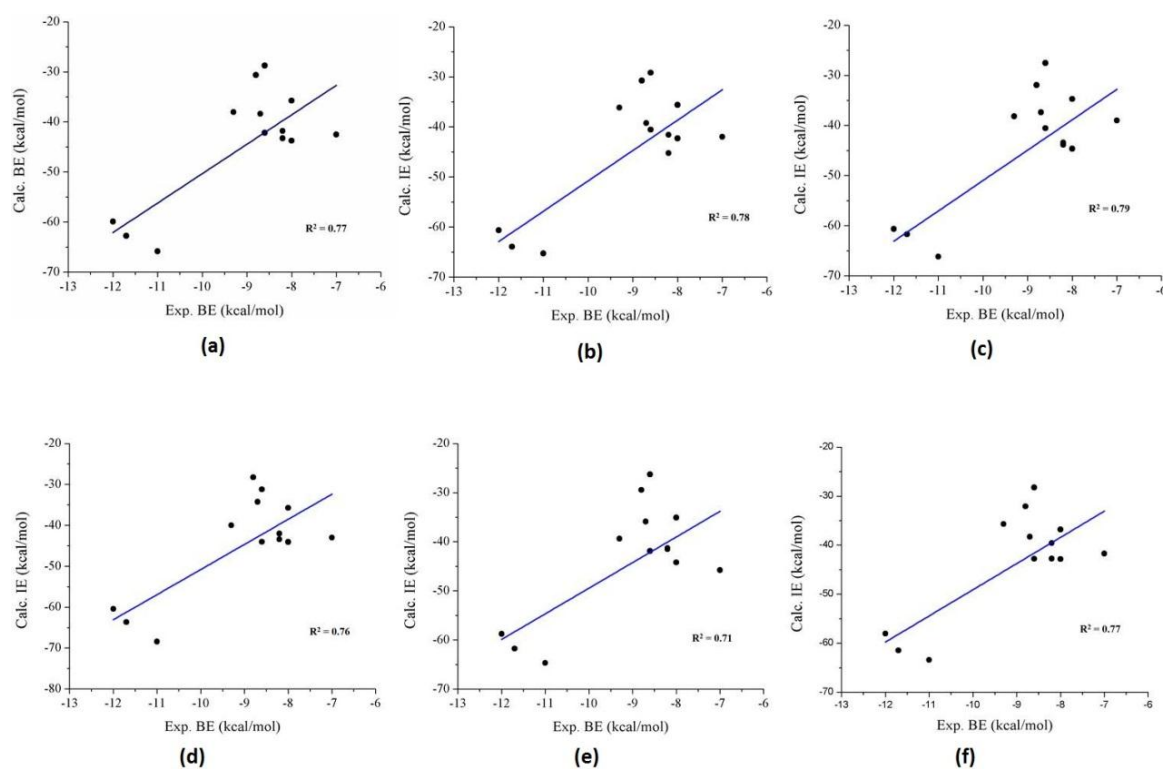 -20
-30
-40
-50
-60
-70
Calc. BE (kcal/mol)
R² = 0.77
-13 -12 -11 -10 -9 -8 -7 -6
Exp. BE (kcal/mol)
(a)
-20
-30
-40
-50
-60
-70
Calc. IE (kcal/mol)
R² = 0.78
-13 -12 -11 -10 -9 -8 -7 -6
Exp. BE (kcal/mol)
(b)
-20
-30
-40
-50
-60
-70
Calc. IE (kcal/mol)
R² = 0.79
-13 -12 -11 -10 -9 -8 -7 -6
Exp. BE (kcal/mol)
(c)
-20
-30
-40
-50
-60
-70
-80
Calc. IE (kcal/mol)
R² = 0.76
-13 -12 -11 -10 -9 -8 -7 -6
Exp. BE (kcal/mol)
(d)
-20
-30
-40
-50
-60
-70
Calc. IE (kcal/mol)
R² = 0.71
-13 -12 -11 -10 -9 -8 -7 -6
Exp. BE (kcal/mol)
(e)
-20
-30
-40
-50
-60
-70
Calc. IE (kcal/mol)
R² = 0.77
-13 -12 -11 -10 -9 -8 -7 -6
Exp. BE (kcal/mol)
(f)